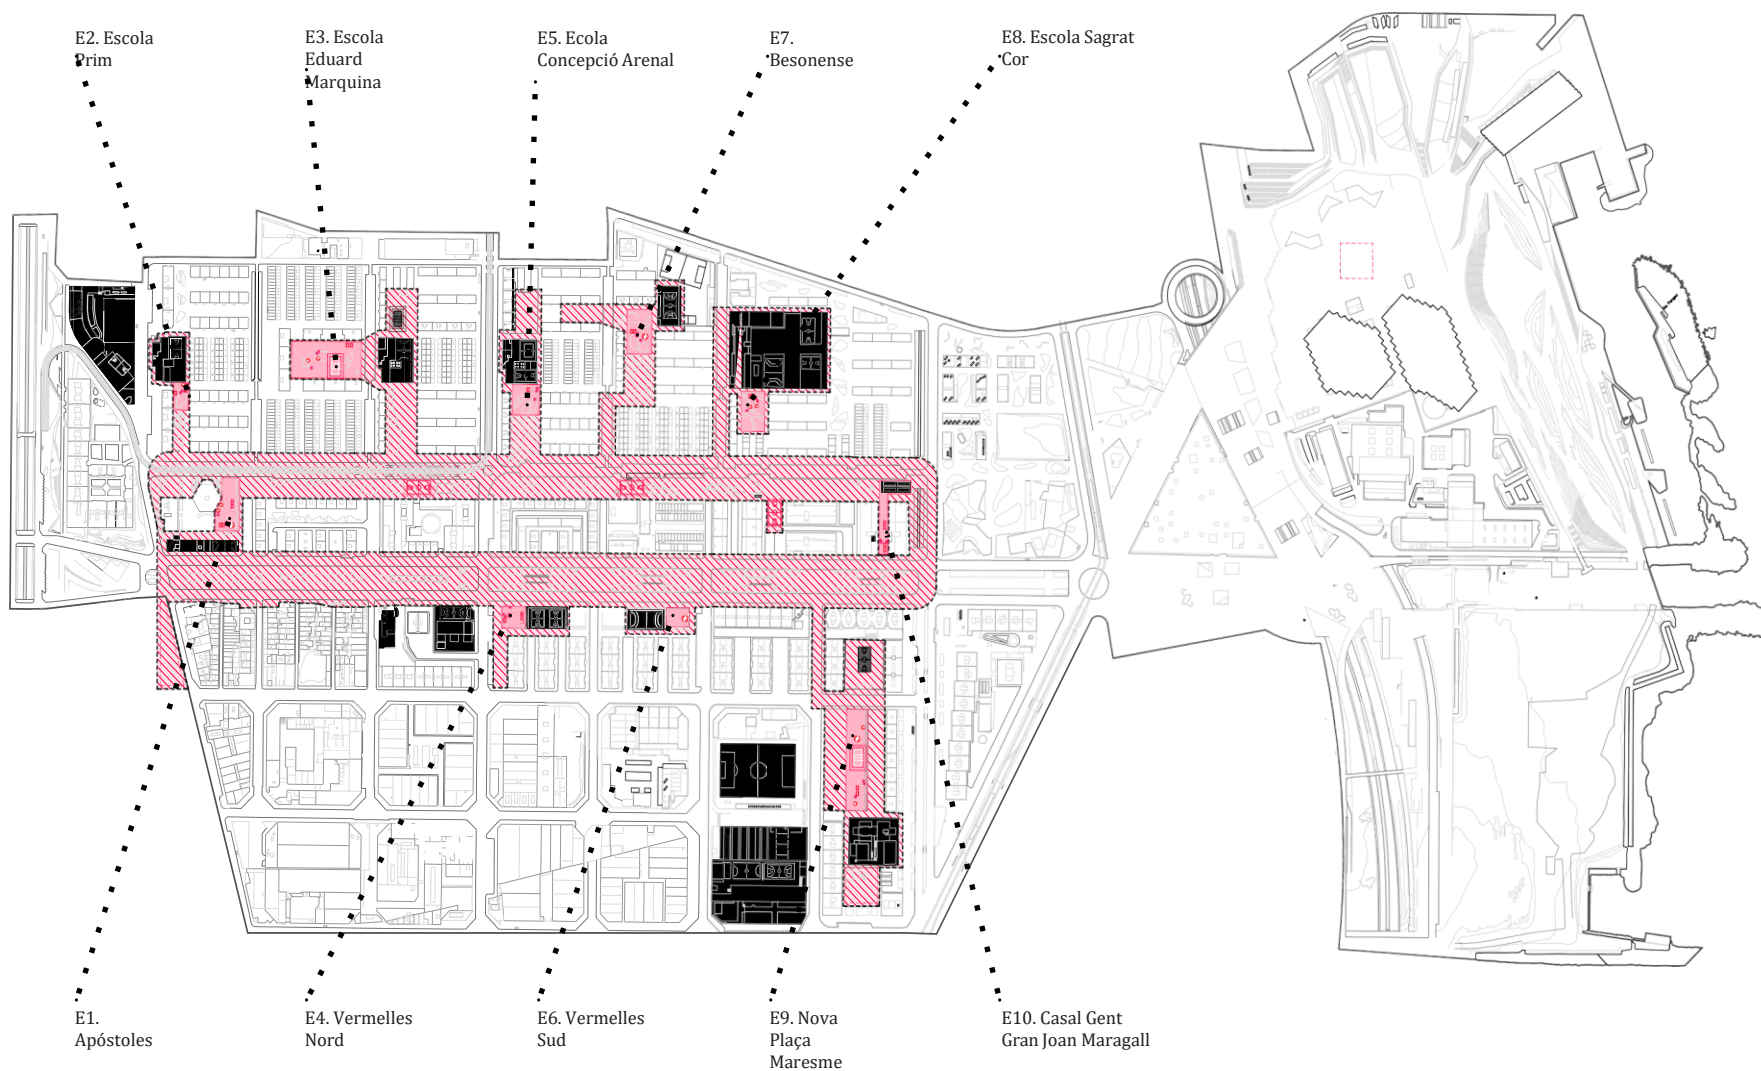 E2. Escola
Prim
E3. Escola
Eduard
Marquina
E5. Ecola
Concepció Arenal
E7.
Besonense
E8. Escola Sagrat
Cor
E1.
Apóstoles
E4. Vermelles
Nord
E6. Vermelles
Sud
E9. Nova
Plaça
Maresme
E10. Casal Gent
Gran Joan Maragall